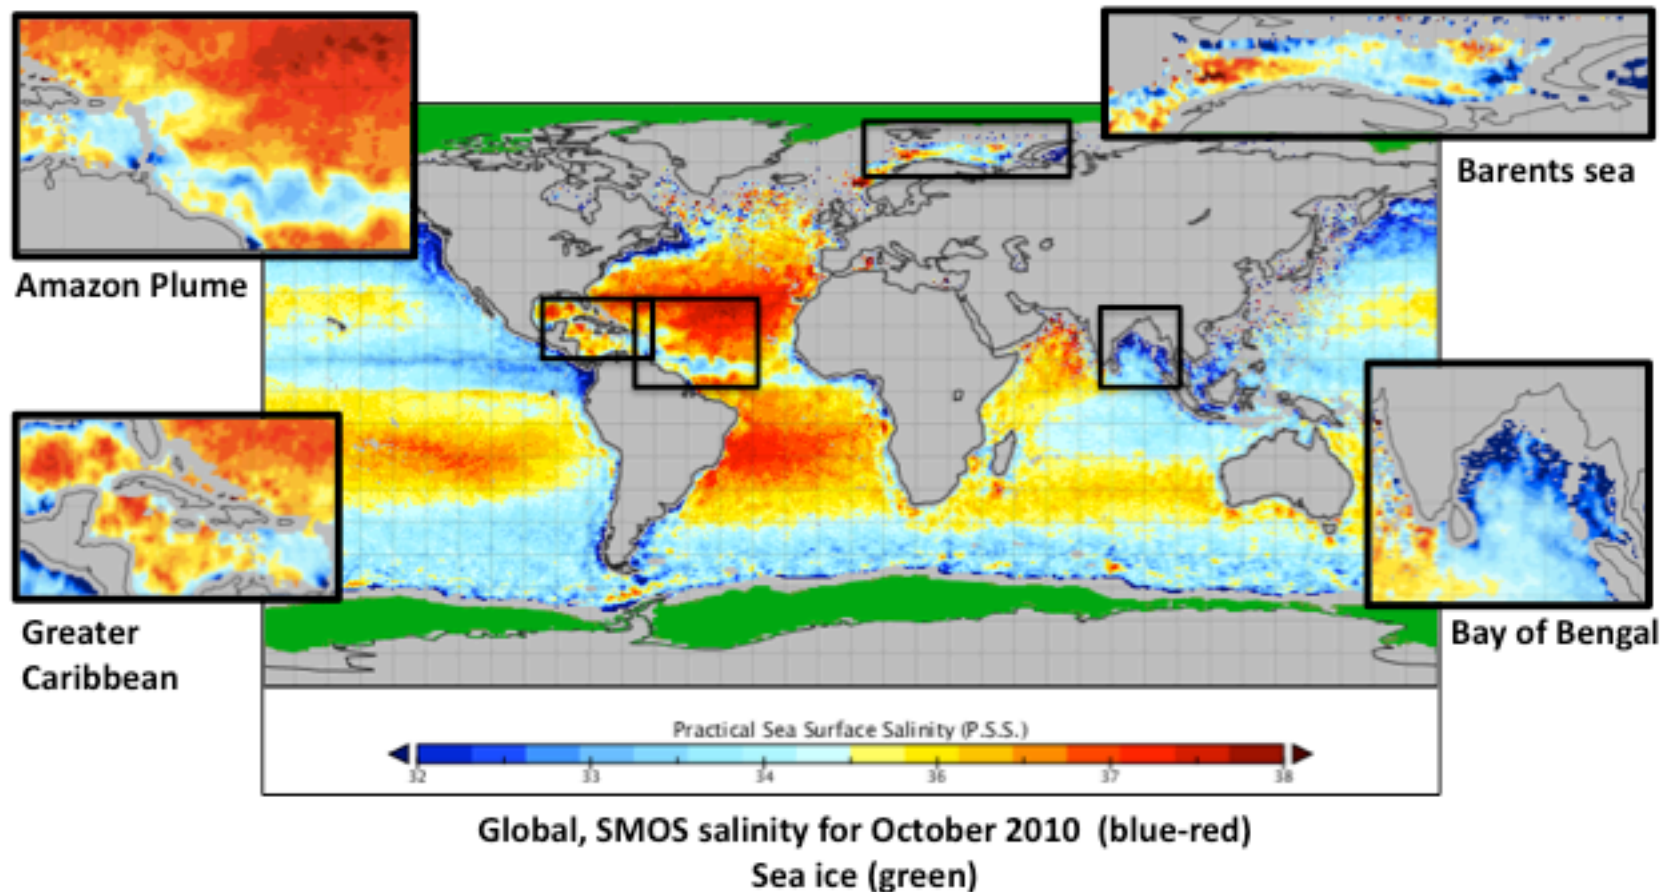 Barents sea
Amazon Plume
Greater
Caribbean
Bay of Bengal
Practical Sea Surface Salinity (P.S.S.)
32 33 34 36 37 38
Global, SMOS salinity for October 2010 (blue-red)
Sea ice (green)